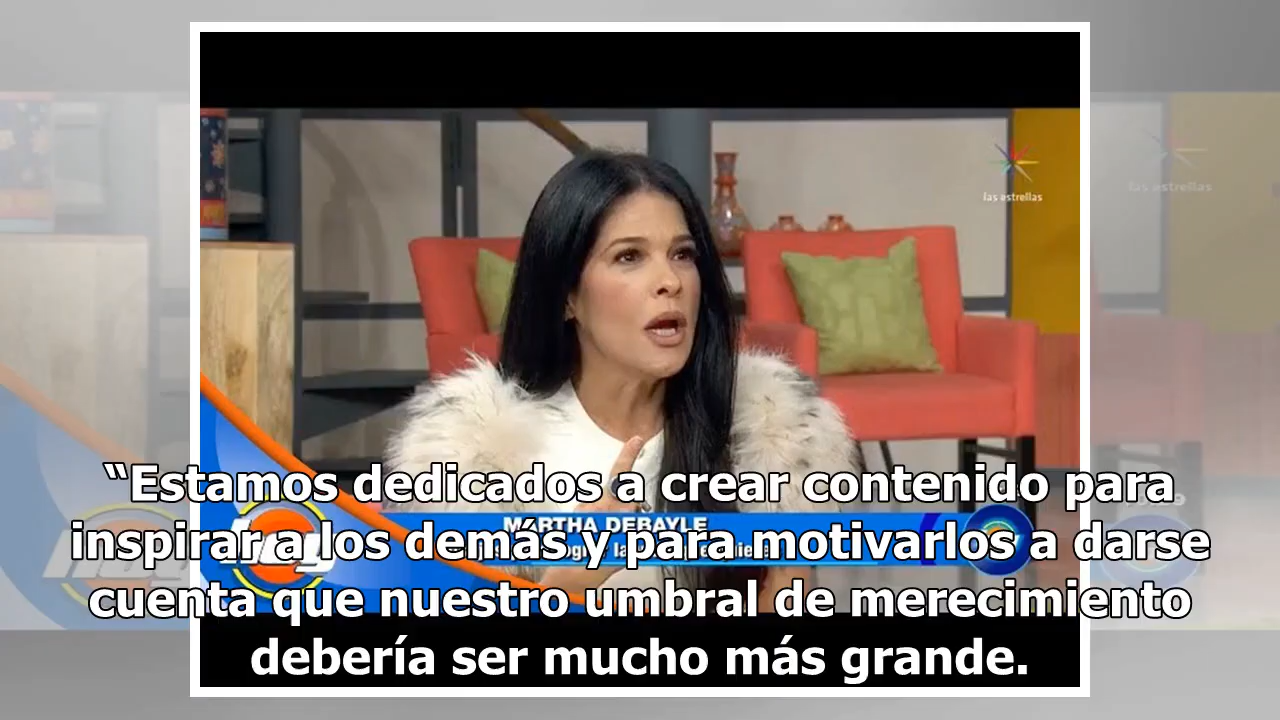 las estrellas
“Estamos dedicados a crear contenido para
MARTHA DEBAYLE
inspirar a los demás y para motivarlos a darse
hoy
cuenta que nuestro umbral de merecimiento
debería ser mucho más grande.